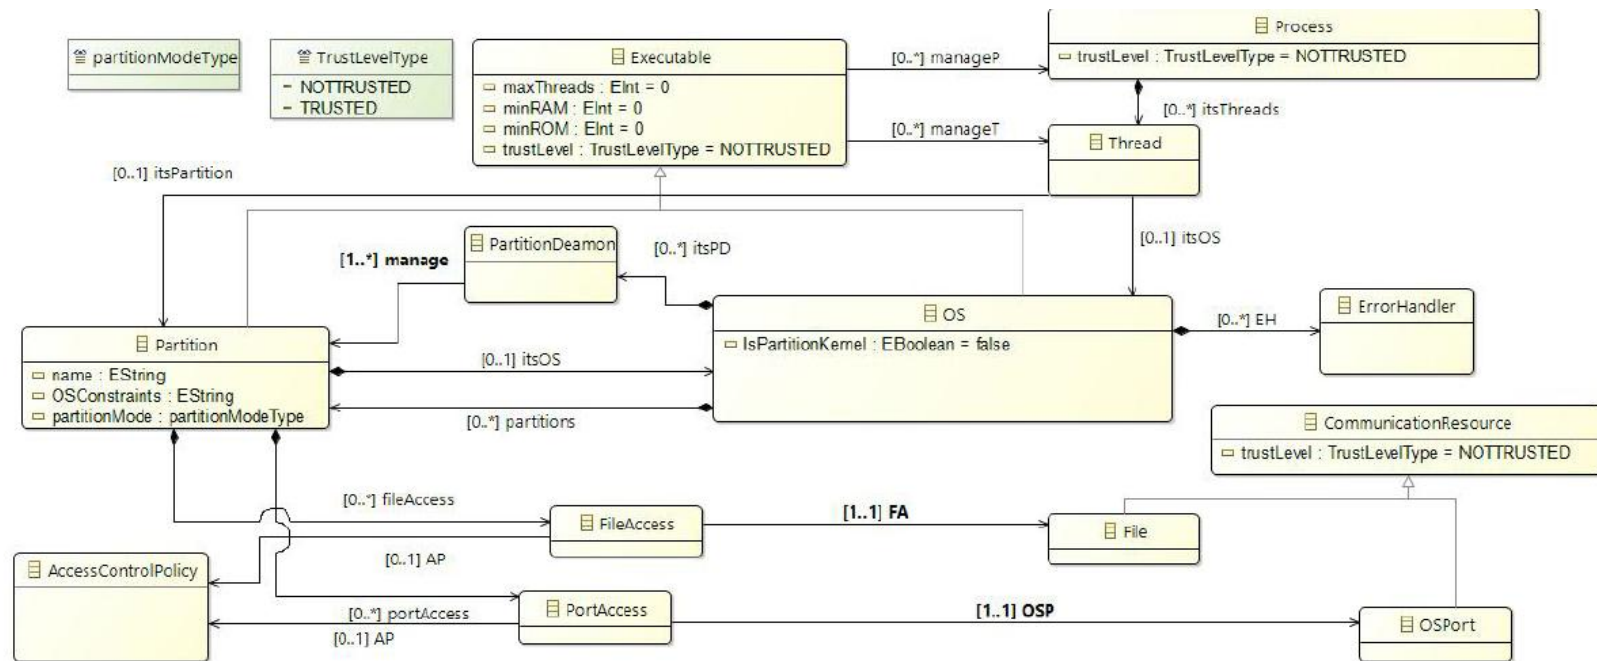 partitionModeType
TrustLevelType
- NOTTRUSTED
- TRUSTED
Executable
maxThreads : EInt = 0
minRAM : EInt = 0
minROM : EInt = 0
trustLevel : TrustLevelType = NOTTRUSTED
[0..*] manageP
[0..*] manageT
Process
trustLevel : TrustLevelType = NOTTRUSTED
[0..*] itsThreads
Thread
[0..1] itsPartition
[0..1] itsOS
PartitionDeamon
[0..*] itsPD
[1..*] manage
OS
IsPartitionKernel : EBoolean = false
[0..*] EH
ErrorHandler
Partition
name : EString
OSConstraints : EString
partitionMode : partitionModeType
[0..1] itsOS
[0..*] partitions
CommunicationResource
trustLevel : TrustLevelType = NOTTRUSTED
[0..*] fileAccess
FileAccess
[1..1] FA
File
[0..1] AP
AccessControlPolicy
[0..*] portAccess
[0..1] AP
PortAccess
[1..1] OSP
OSPort